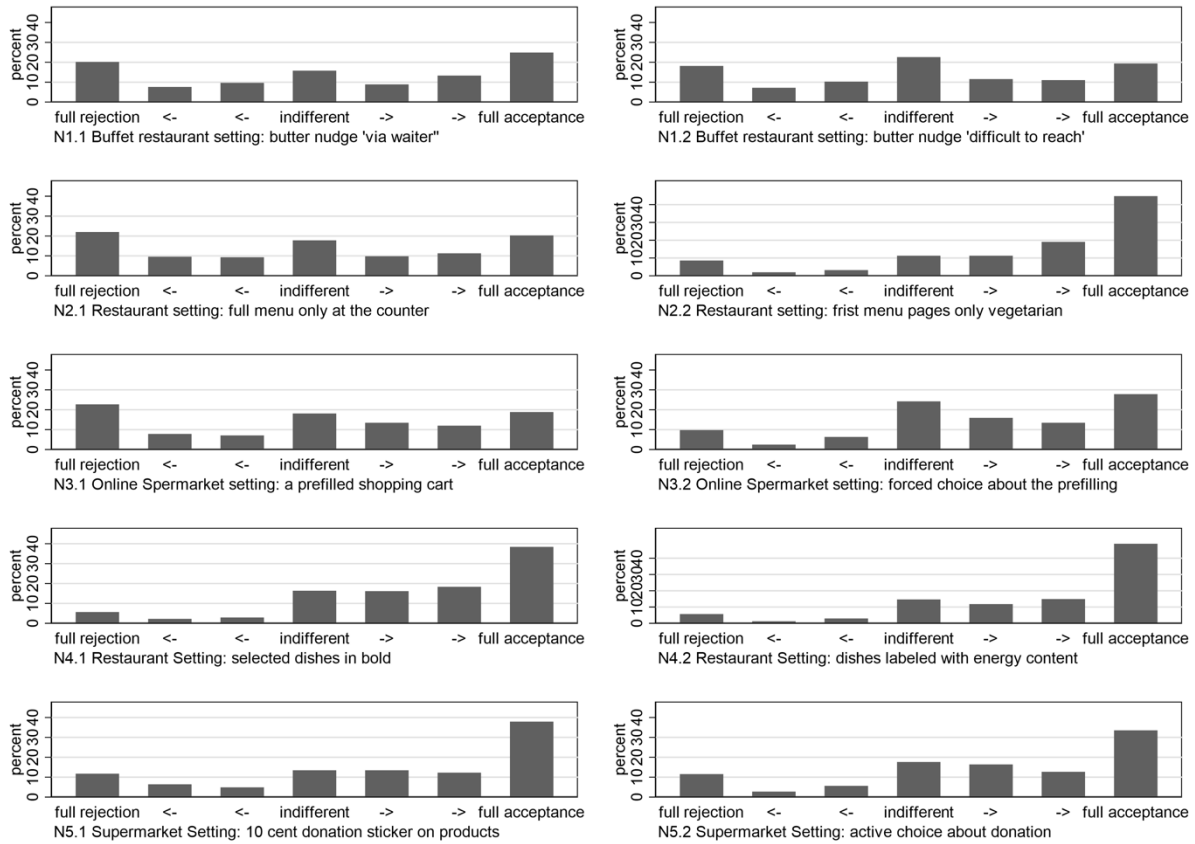 percent
0 10 20 30 40
full rejection <- <- indifferent -> -> full acceptance
N1.1 Buffet restaurant setting: butter nudge 'via waiter"
percent
0 10 20 30 40
full rejection <- <- indifferent -> -> full acceptance
N1.2 Buffet restaurant setting: butter nudge 'difficult to reach'
percent
0 10 20 30 40
full rejection <- <- indifferent -> -> full acceptance
N2.1 Restaurant setting: full menu only at the counter
percent
0 10 20 30 40
full rejection <- <- indifferent -> -> full acceptance
N2.2 Restaurant setting: frist menu pages only vegetarian
percent
0 10 20 30 40
full rejection <- <- indifferent -> -> full acceptance
N3.1 Online Spermarket setting: a prefilled shopping cart
percent
0 10 20 30 40
full rejection <- <- indifferent -> -> full acceptance
N3.2 Online Spermarket setting: forced choice about the prefilling
percent
0 10 20 30 40
full rejection <- <- indifferent -> -> full acceptance
N4.1 Restaurant Setting: selected dishes in bold
percent
0 10 20 30 40
full rejection <- <- indifferent -> -> full acceptance
N4.2 Restaurant Setting: dishes labeled with energy content
percent
0 10 20 30 40
full rejection <- <- indifferent -> -> full acceptance
N5.1 Supermarket Setting: 10 cent donation sticker on products
percent
0 10 20 30 40
full rejection <- <- indifferent -> -> full acceptance
N5.2 Supermarket Setting: active choice about donation